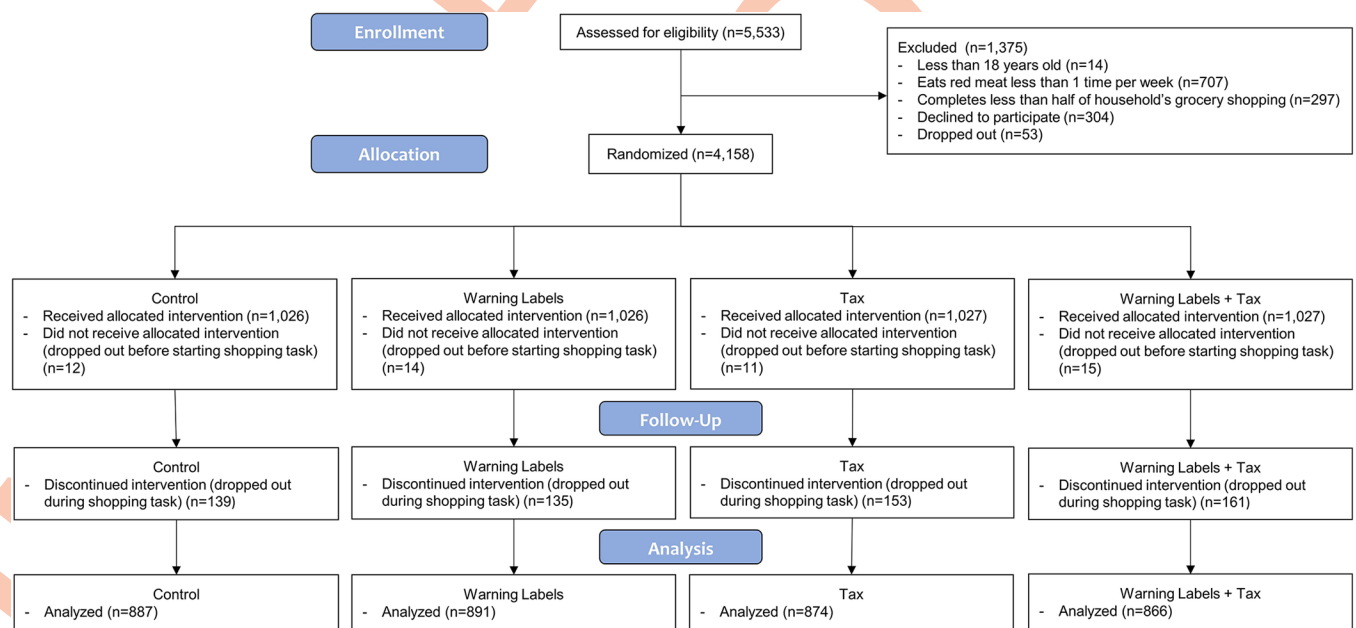 Enrollment
Assessed for eligibility (n=5,533)
Excluded (n=1,375)
- Less than 18 years old (n=14)
- Eats red meat less than 1 time per week (n=707)
- Completes less than half of household's grocery shopping (n=297)
- Declined to participate (n=304)
- Dropped out (n=53)
Allocation
Randomized (n=4,158)
Control
- Received allocated intervention (n=1,026)
- Did not receive allocated intervention
(dropped out before starting shopping task)
(n=12)
Warning Labels
- Received allocated intervention (n=1,026)
- Did not receive allocated intervention
(dropped out before starting shopping task)
(n=14)
Tax
- Received allocated intervention (n=1,027)
- Did not receive allocated intervention
(dropped out before starting shopping task)
(n=11)
Warning Labels + Tax
- Received allocated intervention (n=1,027)
- Did not receive allocated intervention
(dropped out before starting shopping task)
(n=15)
Follow-Up
Control
- Discontinued intervention (dropped out
during shopping task) (n=139)
Warning Labels
- Discontinued intervention (dropped out
during shopping task) (n=135)
Tax
- Discontinued intervention (dropped out
during shopping task) (n=153)
Warning Labels + Tax
- Discontinued intervention (dropped out
during shopping task) (n=161)
Analysis
Control
- Analyzed (n=887)
Warning Labels
- Analyzed (n=891)
Tax
- Analyzed (n=874)
Warning Labels + Tax
- Analyzed (n=866)